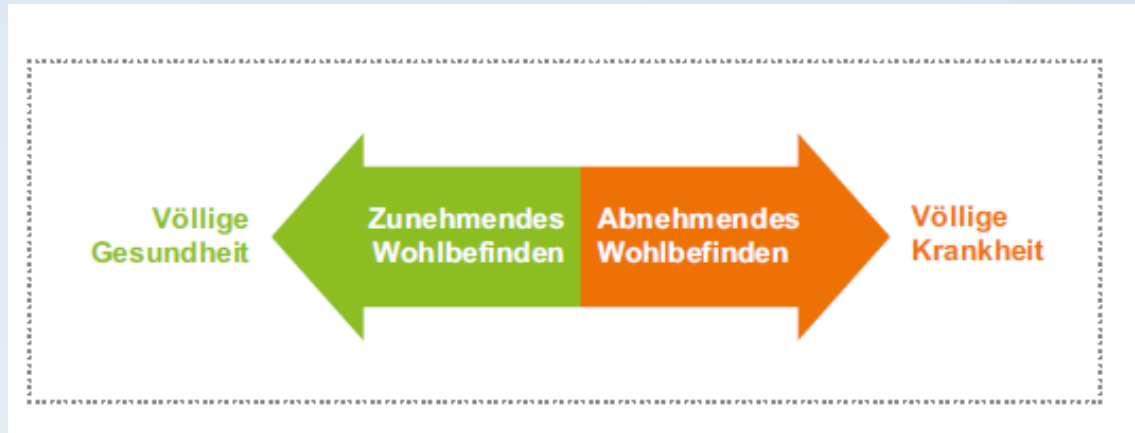 Völlige
Gesundheit
Zunehmendes
Wohlbefinden
Abnehmendes
Wohlbefinden
Völlige
Krankheit